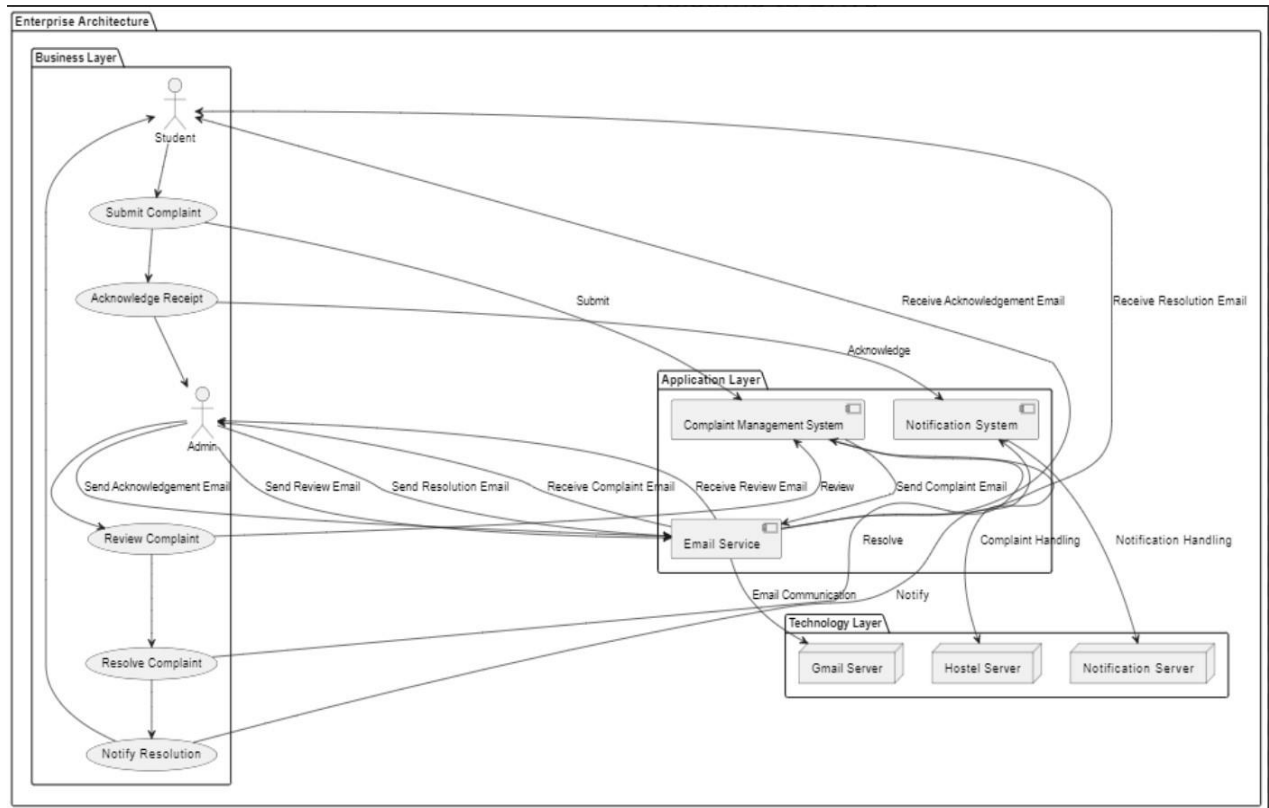 Enterprise Architecture
Business Layer
Student
Submit Complaint
Acknowledge Receipt
Submit
Receive Acknowledgement Email
Receive Resolution Email
Acknowledge
Application Layer
Complaint Management System
Notification System
Admin
Send Acknowledgement Email
Send Review Email
Send Resolution Email
Receive Complaint Email
Receive Review Email
Review
Send Complaint Email
Review Complaint
Email Service
Resolve
Complaint Handling
Notification Handling
Email Communication
Notify
Technology Layer
Resolve Complaint
Gmail Server
Hostel Server
Notification Server
Notify Resolution